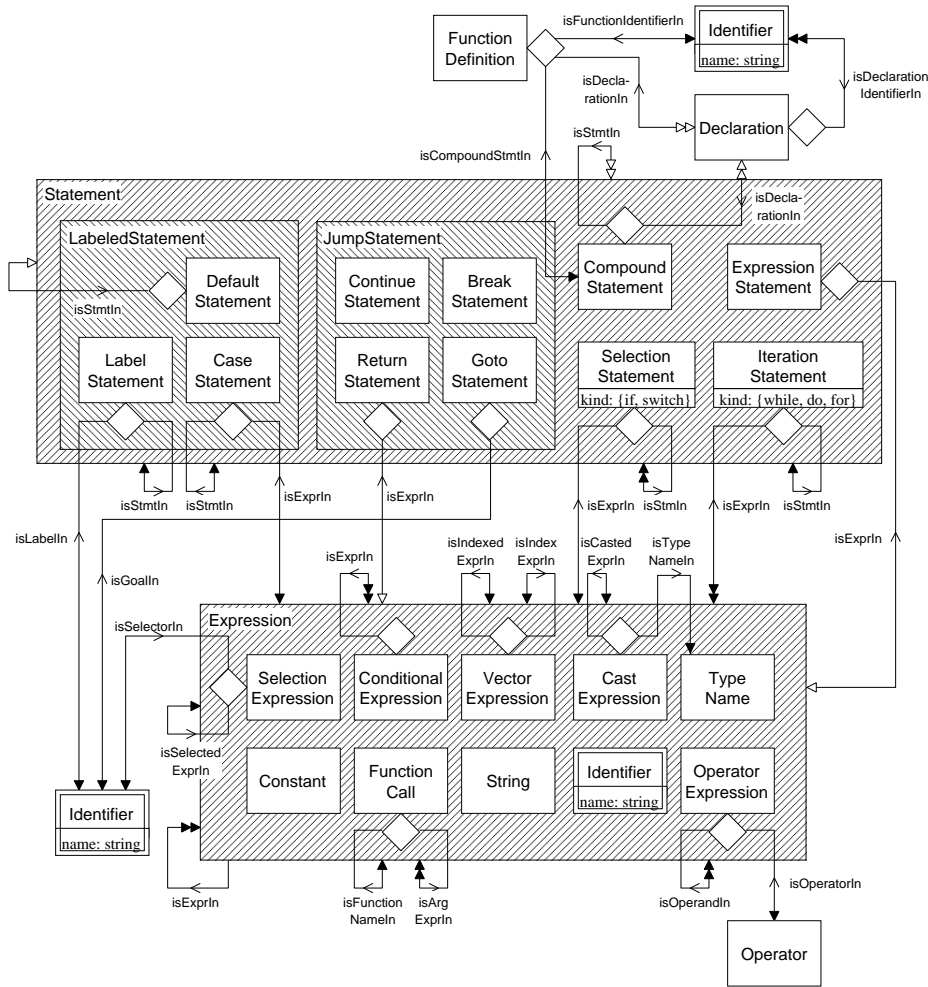 Function
Definition
isFunctionIdentifierIn
Identifier
name: string
isDeclaration
IdentifierIn
isDecla-
rationIn
Declaration
isStmtIn
isCompoundStmtIn
isDecla-
rationIn
Statement
LabeledStatement
JumpStatement
Default
Statement
Continue
Statement
Break
Statement
Compound
Statement
Expression
Statement
isStmtIn
Label
Statement
Case
Statement
Return
Statement
Goto
Statement
Selection
Statement
kind: {if, switch}
Iteration
Statement
kind: {while, do, for}
isStmtIn
isStmtIn
isExprIn
isExprIn
isExprIn
isStmIn
isExprIn
isStmtIn
isLabelIn
isGoalIn
isExprIn
isIndexed
ExprIn
isIndex
ExprIn
isCasted
ExprIn
isType
NameIn
isExprIn
isSelectorIn
Expression
Selection
Expression
Conditional
Expression
Vector
Expression
Cast
Expression
Type
Name
isSelected
ExprIn
Constant
Function
Call
String
Identifier
name: string
Operator
Expression
Identifier
name: string
isExprIn
isFunction
NameIn
isArg
ExprIn
isOperandIn
isOperatorIn
Operator